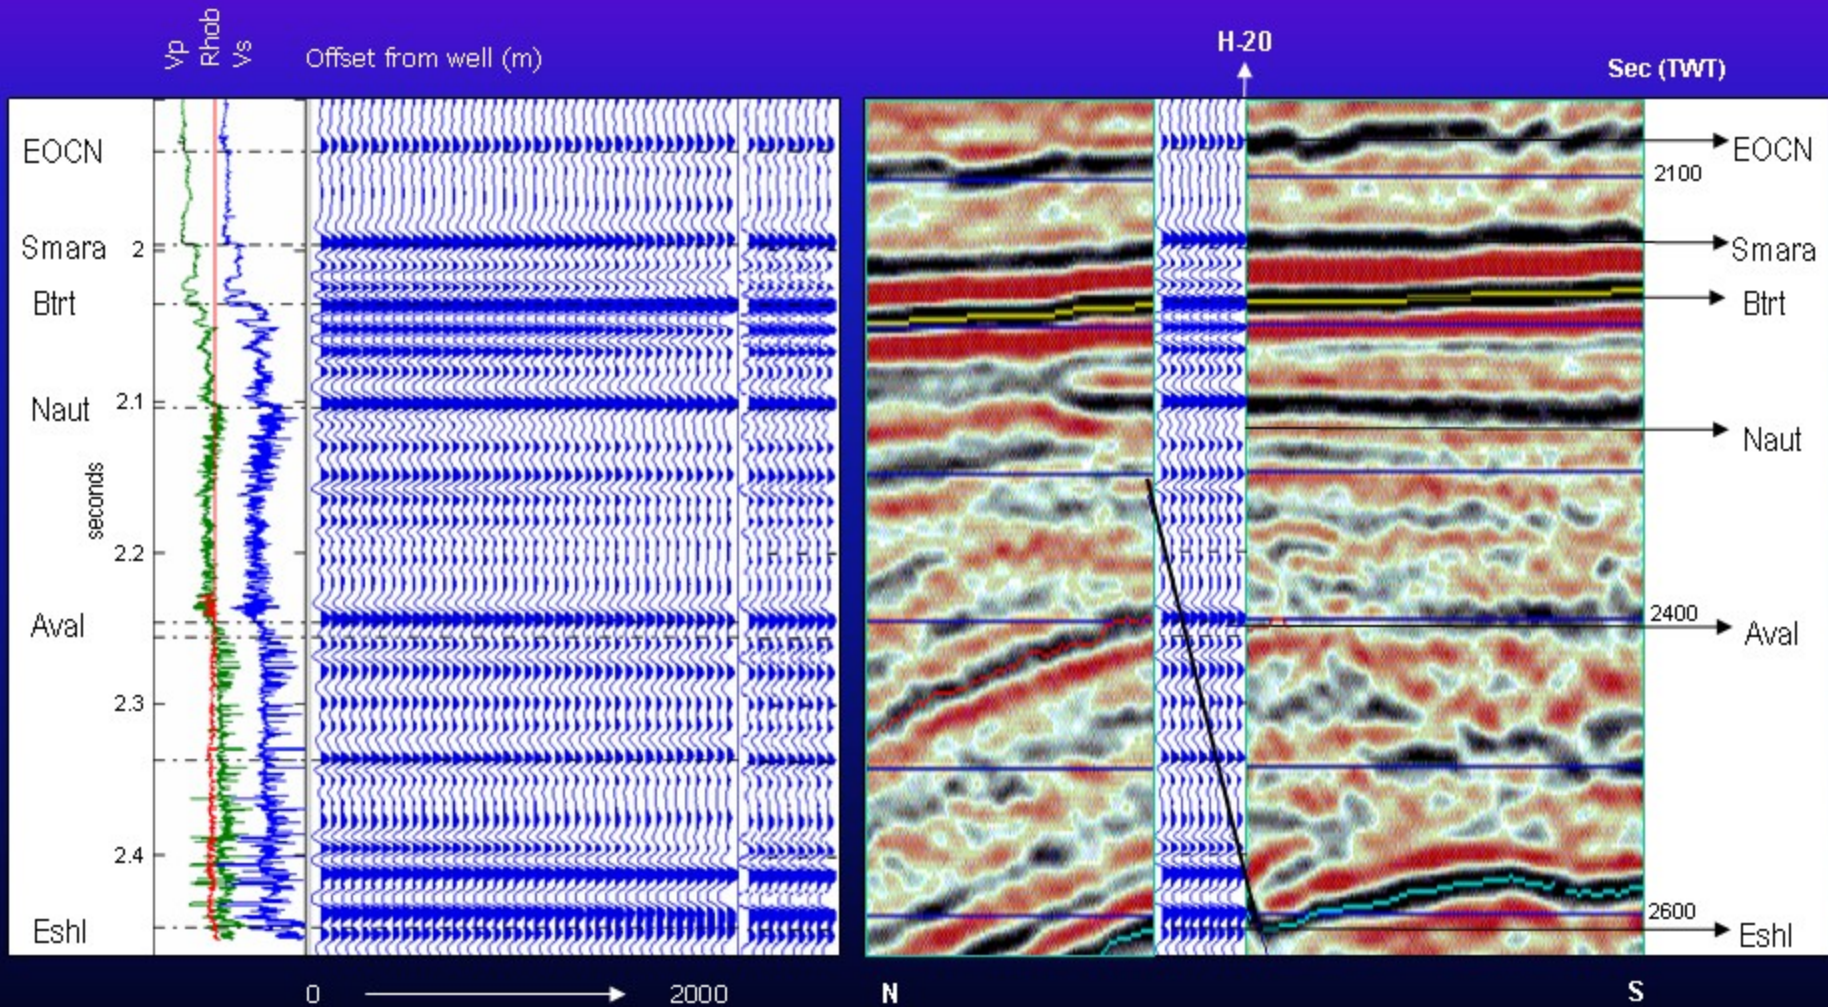 Vp
Rhob
Vs
Offset from well (m)
H-20
Sec (TWT)
EOCN
Smara
Btrt
Naut
Aval
Eshl
seconds
2
2.1
2.2
2.3
2.4
EOCN
2100
Smara
Btrt
Naut
2400
Aval
2600
Eshl
0
2000
N
S